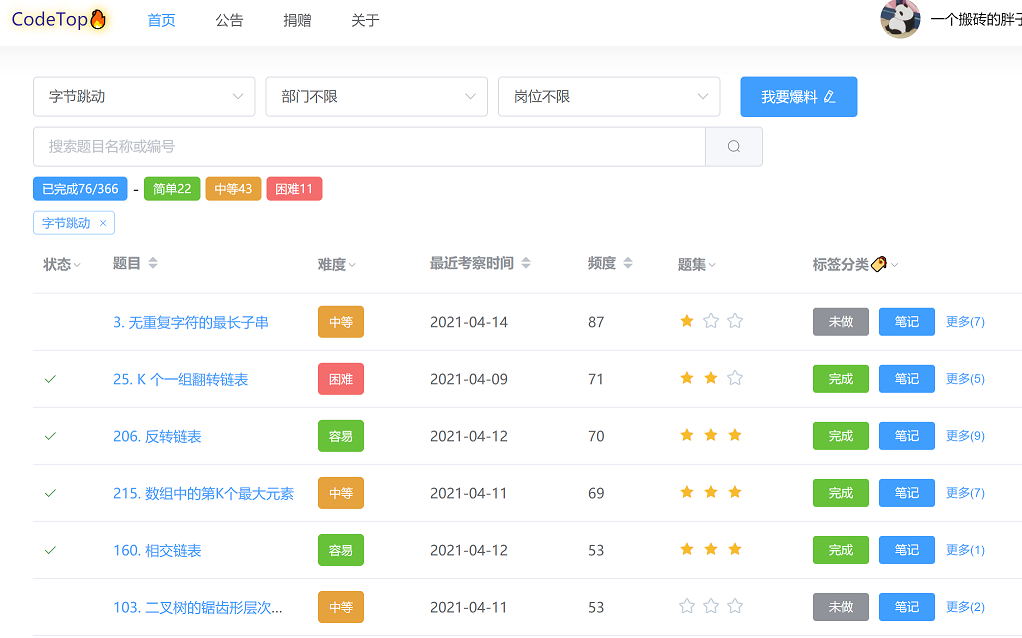 CodeTop 首页 公告 捐赠 关于 一个搬砖的胖子
字节跳动 部门不限 岗位不限 我要爆料
搜索题目名称或编号
已完成76/366 - 简单22 中等43 困难11
字节跳动 ×
状态 题目 难度 最近考察时间 频度 题集 标签分类
3. 无重复字符的最长子串 中等 2021-04-14 87 未做 笔记 更多(7)
25. K 个一组翻转链表 困难 2021-04-09 71 完成 笔记 更多(5)
206. 反转链表 容易 2021-04-12 70 完成 笔记 更多(9)
215. 数组中的第K个最大元素 中等 2021-04-11 69 完成 笔记 更多(7)
160. 相交链表 容易 2021-04-12 53 完成 笔记 更多(1)
103. 二叉树的锯齿形层次... 中等 2021-04-11 53 未做 笔记 更多(2)